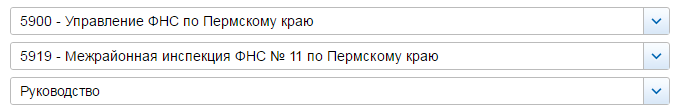 5900 - Управление ФНС по Пермскому краю
5919 - Межрайонная инспекция ФНС № 11 по Пермскому краю
Руководство